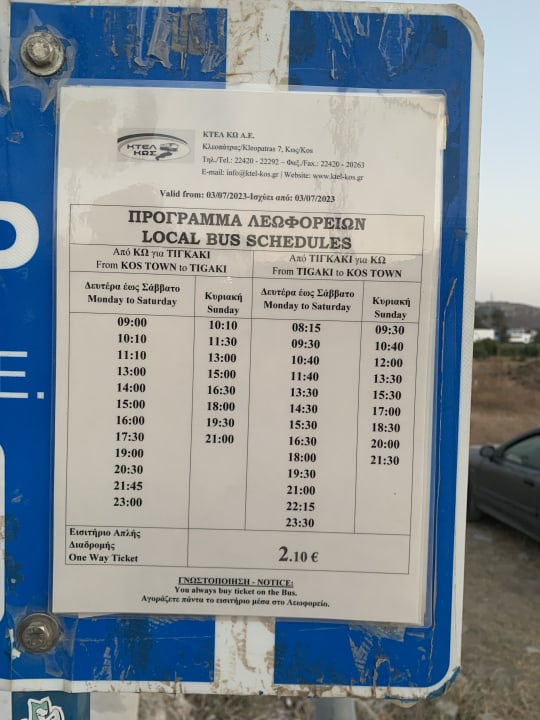 ΚΤΕΛ
ΚΩΣ
ΚΤΕΛ ΚΩ Α.Ε.
Κλεοπάτρας/Kleopatras 7, Κως/Kos
Τηλ./Tel.: 22420 - 22292 – Φαξ./Fax.: 22420 - 20263
E-mail: info@ktel-kos.gr | Website: www.ktel-kos.gr
Valid from: 03/07/2023-Ισχύει από: 03/07/2023
ΠΡΟΓΡΑΜΜΑ ΛΕΩΦΟΡΕΙΩΝ
LOCAL BUS SCHEDULES
Από ΚΩ για ΤΙΓΚΑΚΙ
From KOS TOWN to TIGAKI
Από ΤΙΓΚΑΚΙ για ΚΩ
From TIGAKI to KOS TOWN
Δευτέρα έως Σάββατο
Monday to Saturday
Κυριακή
Sunday
Δευτέρα έως Σάββατο
Monday to Saturday
Κυριακή
Sunday
09:00
10:10
11:10
13:00
14:00
15:00
16:00
17:30
19:00
20:30
21:45
23:00
10:10
11:30
13:00
15:00
16:30
18:00
19:30
21:00
08:15
09:30
10:40
11:40
13:30
14:30
15:30
16:30
18:00
19:30
21:00
22:15
23:30
09:30
10:40
12:00
13:30
15:30
17:00
18:30
20:00
21:30
Εισιτήριο Απλής
Διαδρομής
One Way Ticket
2.10 €
ΓΝΩΣΤΟΠΟΙΗΣΗ - NOTICE:
You always buy ticket on the Bus.
Αγοράζετε πάντα το εισιτήριο μέσα στο Λεωφορείο.
E.